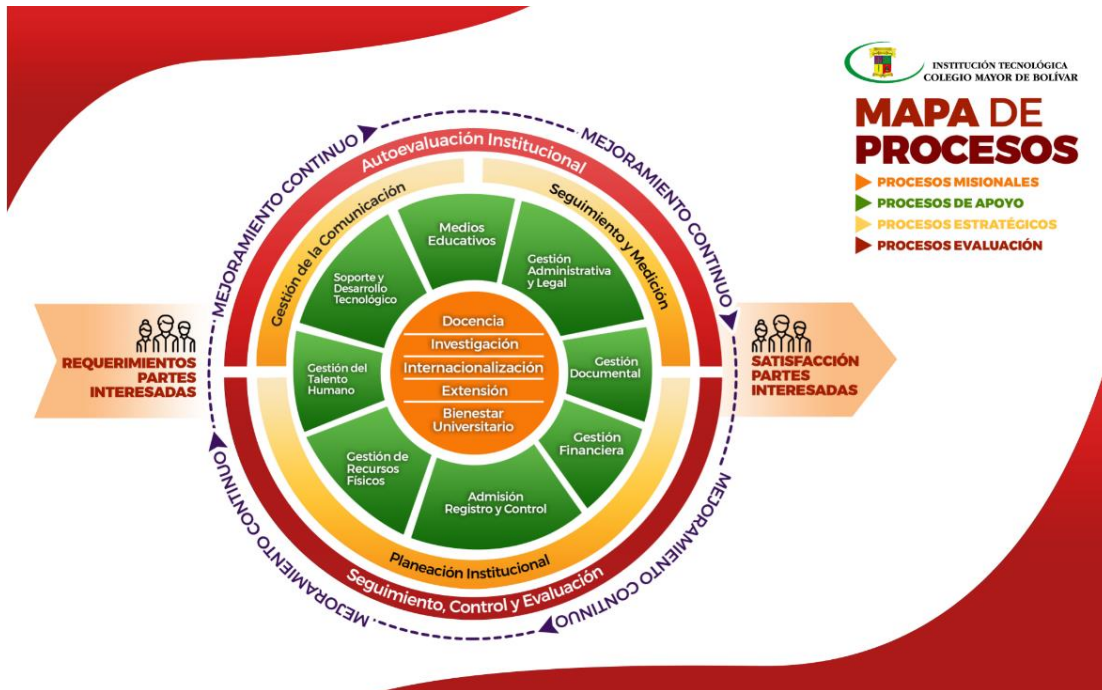 INSTITUCIÓN TECNOLÓGICA
COLEGIO MAYOR DE BOLÍVAR
MAPA DE
PROCESOS
PROCESOS MISIONALES
PROCESOS DE APOYO
PROCESOS ESTRATÉGICOS
PROCESOS EVALUACIÓN
MEJORAMIENTO CONTINUO
MEJORAMIENTO CONTINUO
Autoevaluación Institucional
Gestión de la Comunicación
Seguimiento y Medición
Medios
Educativos
Gestión
Administrativa
y Legal
Soporte y
Desarrollo
Tecnológico
Docencia
Investigación
Internacionalización
Extensión
Bienestar
Universitario
Gestión del
Talento
Humano
Gestión
Documental
Gestión de
Recursos
Físicos
Gestión
Financiera
Admisión
Registro y Control
REQUERIMIENTOS
PARTES
INTERESADAS
SATISFACCIÓN
PARTES
INTERESADAS
Planeación Institucional
Seguimiento, Control y Evaluación
MEJORAMIENTO CONTINUO
MEJORAMIENTO CONTINUO